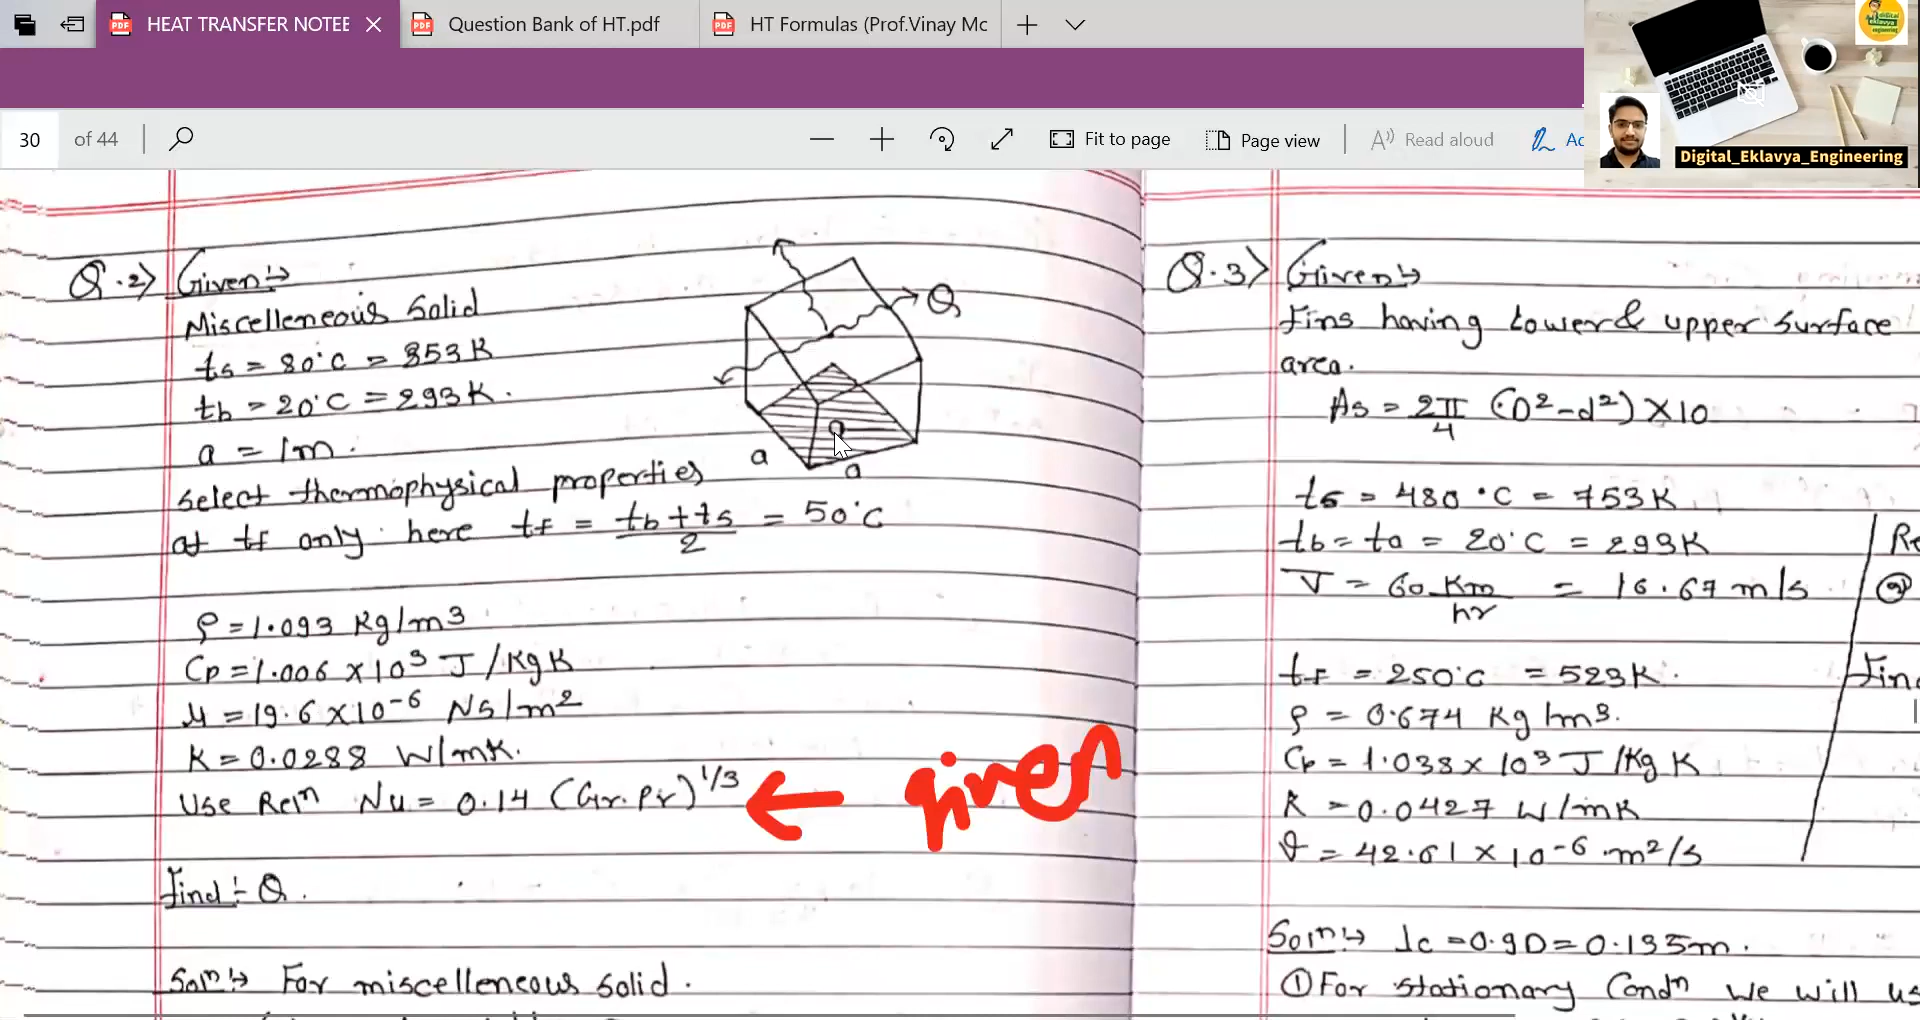 HEAT TRANSFER NOTEE
Question Bank of HT.pdf
HT Formulas (Prof.Vinay Mc
30 of 44
Fit to page
Page view
Read aloud
Digital_Eklavya_Engineering
Q.2> Given:→
Miscelleneous Solid
ts = 80°C = 353K
tb = 20°C = 293K.
a = 1m.
select thermophysical properties
at tf only. here tf = tb+ts/2 = 50°C
Q
a
a
a
ρ = 1.093 Kg/m3
Cp = 1.006 x 10³ J/KgK
μ = 19.6 x 10-6 Ns/m2
K = 0.0288 W/mK.
Use Reln Nu = 0.14 (Gr.Pr)1/3
← given
Find:- Q.
Soln:→ For miscelleneous solid.
Q.3> Given:→
Fins having Lower & upper surface
area.
As = 2π/4 (D²-d²) x 10
ts = 480 °C = 753K
tb = ta = 20°C = 293K
V = 60 Km/hr = 16.67 m/s
tf = 250°C = 523K.
ρ = 0.674 Kg/m3.
Cp = 1.038 x 10³ J/Kg K
K = 0.0427 W/mK
ϑ = 42.61 x 10-6 m²/s
Soln:→ Lc = 0.9D = 0.135m.
① For stationary Condn We will us